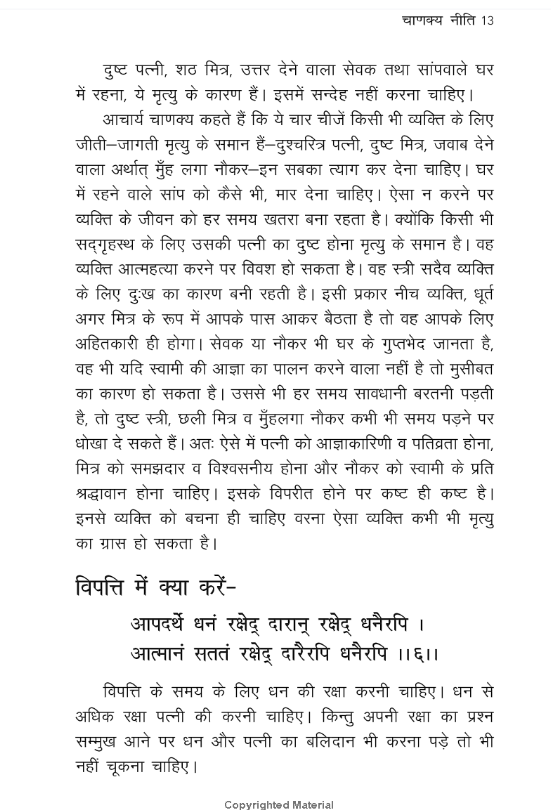 चाणक्य नीति 13
दुष्ट पत्नी, शठ मित्र, उत्तर देने वाला सेवक तथा सांपवाले घर
में रहना, ये मृत्यु के कारण हैं। इसमें सन्देह नहीं करना चाहिए।
आचार्य चाणक्य कहते हैं कि ये चार चीजें किसी भी व्यक्ति के लिए
जीती–जागती मृत्यु के समान हैं–दुश्चरित्र पत्नी, दुष्ट मित्र, जवाब देने
वाला अर्थात् मुँह लगा नौकर–इन सबका त्याग कर देना चाहिए। घर
में रहने वाले सांप को कैसे भी, मार देना चाहिए। ऐसा न करने पर
व्यक्ति के जीवन को हर समय खतरा बना रहता है। क्योंकि किसी भी
सद्गृहस्थ के लिए उसकी पत्नी का दुष्ट होना मृत्यु के समान है। वह
व्यक्ति आत्महत्या करने पर विवश हो सकता है। वह स्त्री सदैव व्यक्ति
के लिए दुःख का कारण बनी रहती है। इसी प्रकार नीच व्यक्ति, धूर्त
अगर मित्र के रूप में आपके पास आकर बैठता है तो वह आपके लिए
अहितकारी ही होगा। सेवक या नौकर भी घर के गुप्तभेद जानता है,
वह भी यदि स्वामी की आज्ञा का पालन करने वाला नहीं है तो मुसीबत
का कारण हो सकता है। उससे भी हर समय सावधानी बरतनी पड़ती
है, तो दुष्ट स्त्री, छली मित्र व मुँहलगा नौकर कभी भी समय पड़ने पर
धोखा दे सकते हैं। अतः ऐसे में पत्नी को आज्ञाकारिणी व पतिव्रता होना,
मित्र को समझदार व विश्वसनीय होना और नौकर को स्वामी के प्रति
श्रद्धावान होना चाहिए। इसके विपरीत होने पर कष्ट ही कष्ट है।
इनसे व्यक्ति को बचना ही चाहिए वरना ऐसा व्यक्ति कभी भी मृत्यु
का ग्रास हो सकता है।
विपत्ति में क्या करें–
आपदर्थे धनं रक्षेद् दारान् रक्षेद् धनैरपि ।
आत्मानं सततं रक्षेद् दारैरपि धनैरपि ।।६।।
विपत्ति के समय के लिए धन की रक्षा करनी चाहिए। धन से
अधिक रक्षा पत्नी की करनी चाहिए। किन्तु अपनी रक्षा का प्रश्न
सम्मुख आने पर धन और पत्नी का बलिदान भी करना पड़े तो भी
नहीं चूकना चाहिए।
Copyrighted Material